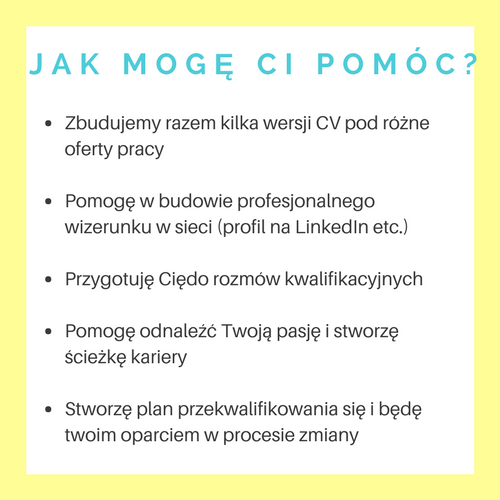 JAK MOGĘ CI POMÓC?
• Zbudujemy razem kilka wersji CV pod różne
oferty pracy
• Pomogę w budowie profesjonalnego
wizerunku w sieci (profil na LinkedIn etc.)
• Przygotuję Ciędo rozmów kwalifikacyjnych
• Pomogę odnaleźć Twoją pasję i stworzę
ścieżkę kariery
• Stworzę plan przekwalifikowania się i będę
twoim oparciem w procesie zmiany